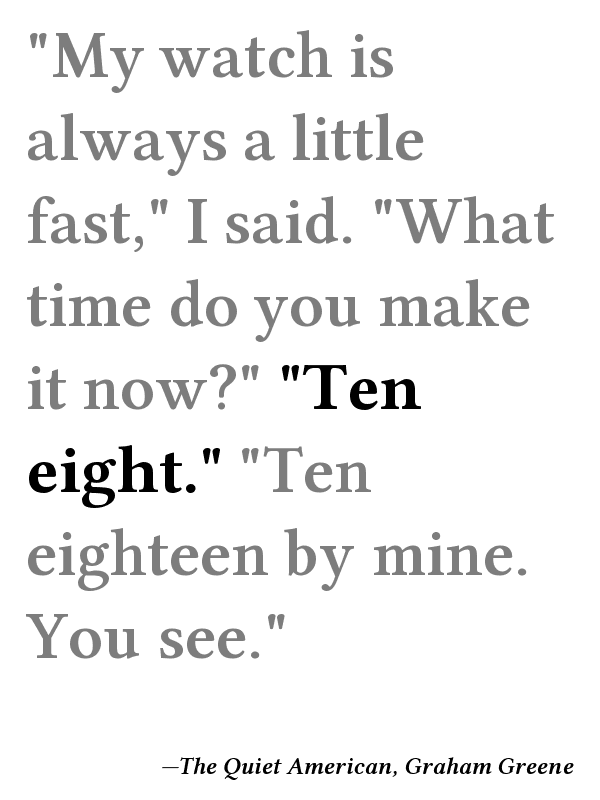 "My watch is
always a little
fast," I said. "What
time do you make
it now?" "Ten
eight." "Ten
eighteen by mine.
You see."
—The Quiet American, Graham Greene